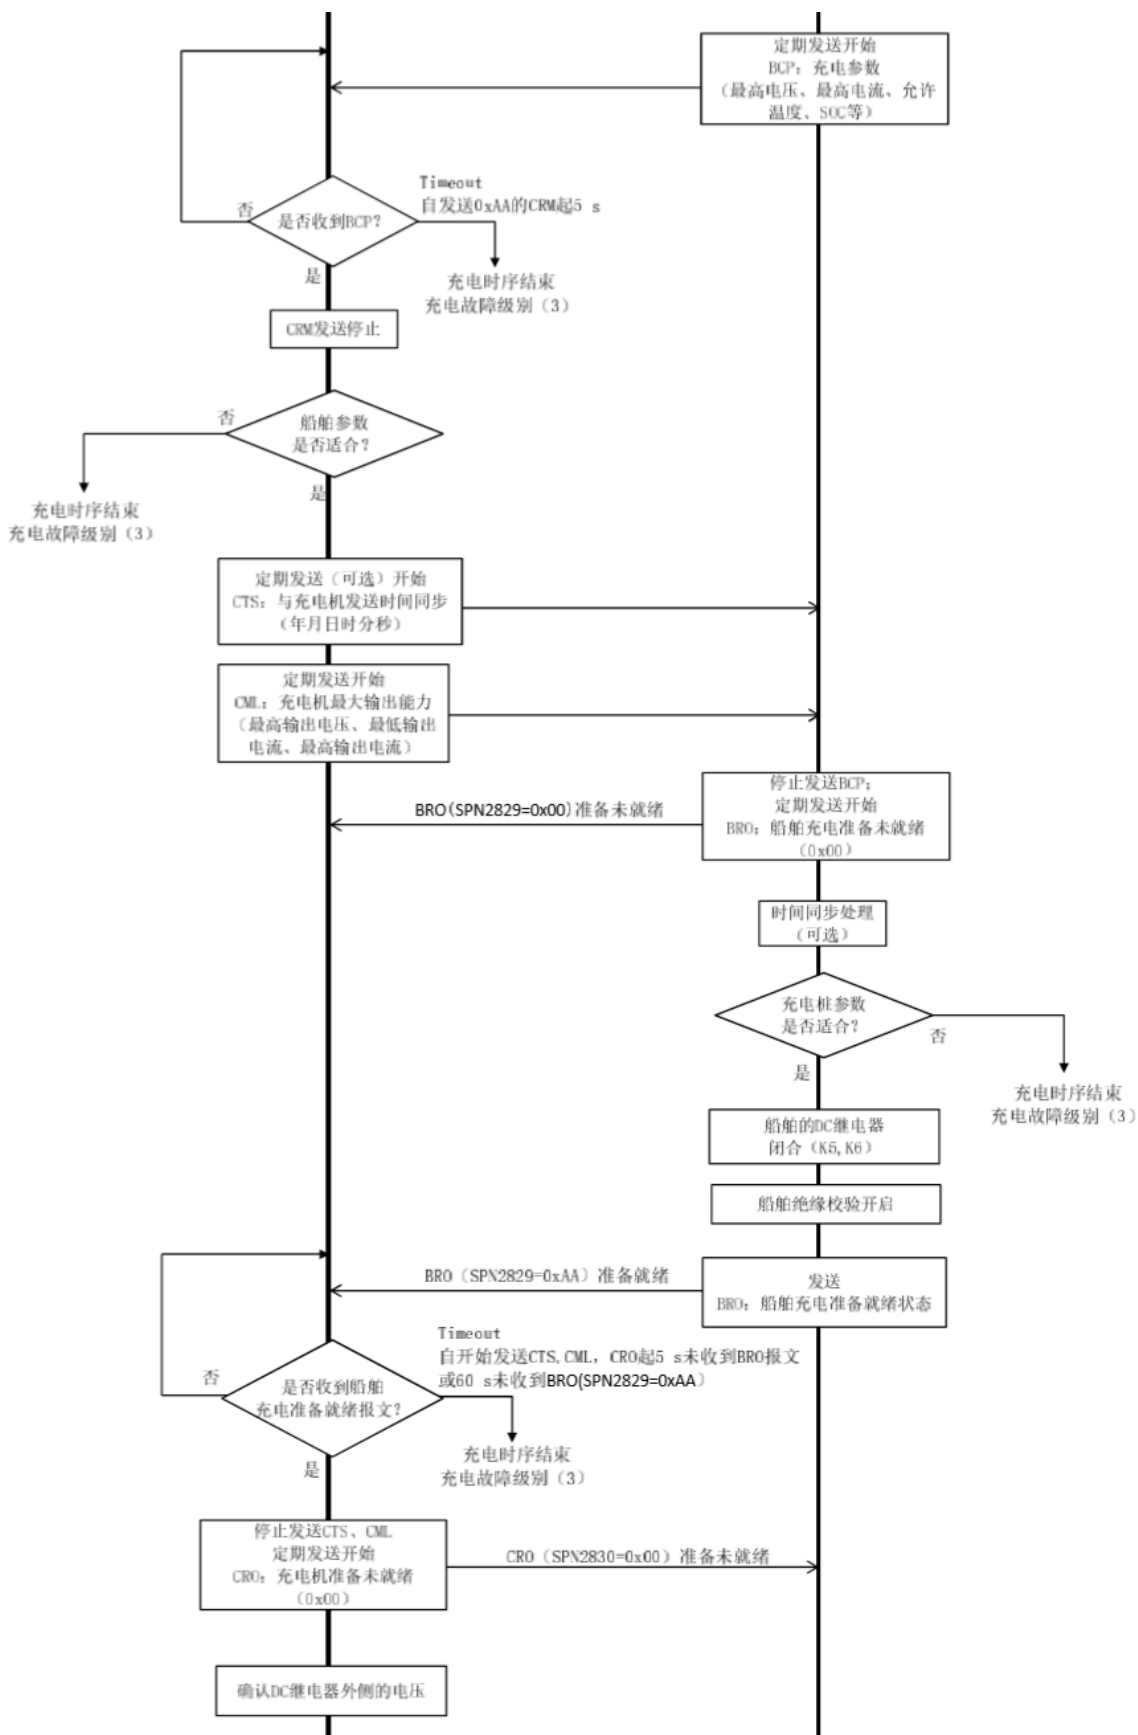 定期发送开始
BCP：充电参数
（最高电压、最高电流、允许
温度、SOC等）
Timeout
自发送0xAA的CRM起5 s
否
是否收到BCP？
是
充电时序结束
充电故障级别（3）
CRM发送停止
否
船舶参数
是否适合？
是
充电时序结束
充电故障级别（3）
定期发送（可选）开始
CTS：与充电机发送时间同步
（年月日时分秒）
定期发送开始
CML：充电机最大输出能力
（最高输出电压、最低输出
电流、最高输出电流）
停止发送BCP；
定期发送开始
BRO：船舶充电准备未就绪
（0x00）
BRO(SPN2829=0x00)准备未就绪
时间同步处理
（可选）
充电桩参数
是否适合？
否
是
充电时序结束
充电故障级别（3）
船舶的DC继电器
闭合（K5,K6）
船舶绝缘校验开启
BRO（SPN2829=0xAA）准备就绪
发送
BRO：船舶充电准备就绪状态
Timeout
自开始发送CTS,CML，CRO起5 s未收到BRO报文
或60 s未收到BRO(SPN2829=0xAA）
否
是否收到船舶
充电准备就绪报文？
是
充电时序结束
充电故障级别（3）
停止发送CTS、CML
定期发送开始
CRO：充电机准备未就绪
（0x00）
CRO（SPN2830=0x00）准备未就绪
确认DC继电器外侧的电压